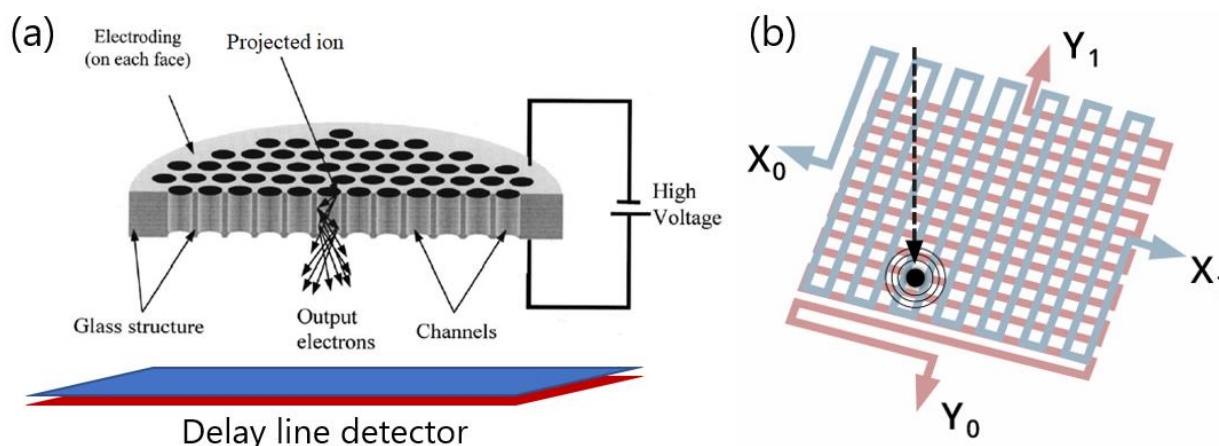 (a)
Electroding
(on each face)
Projected ion
High
Voltage
Glass structure
Output
electrons
Channels
Delay line detector
(b)
Y₁
X₀
X
Y₀